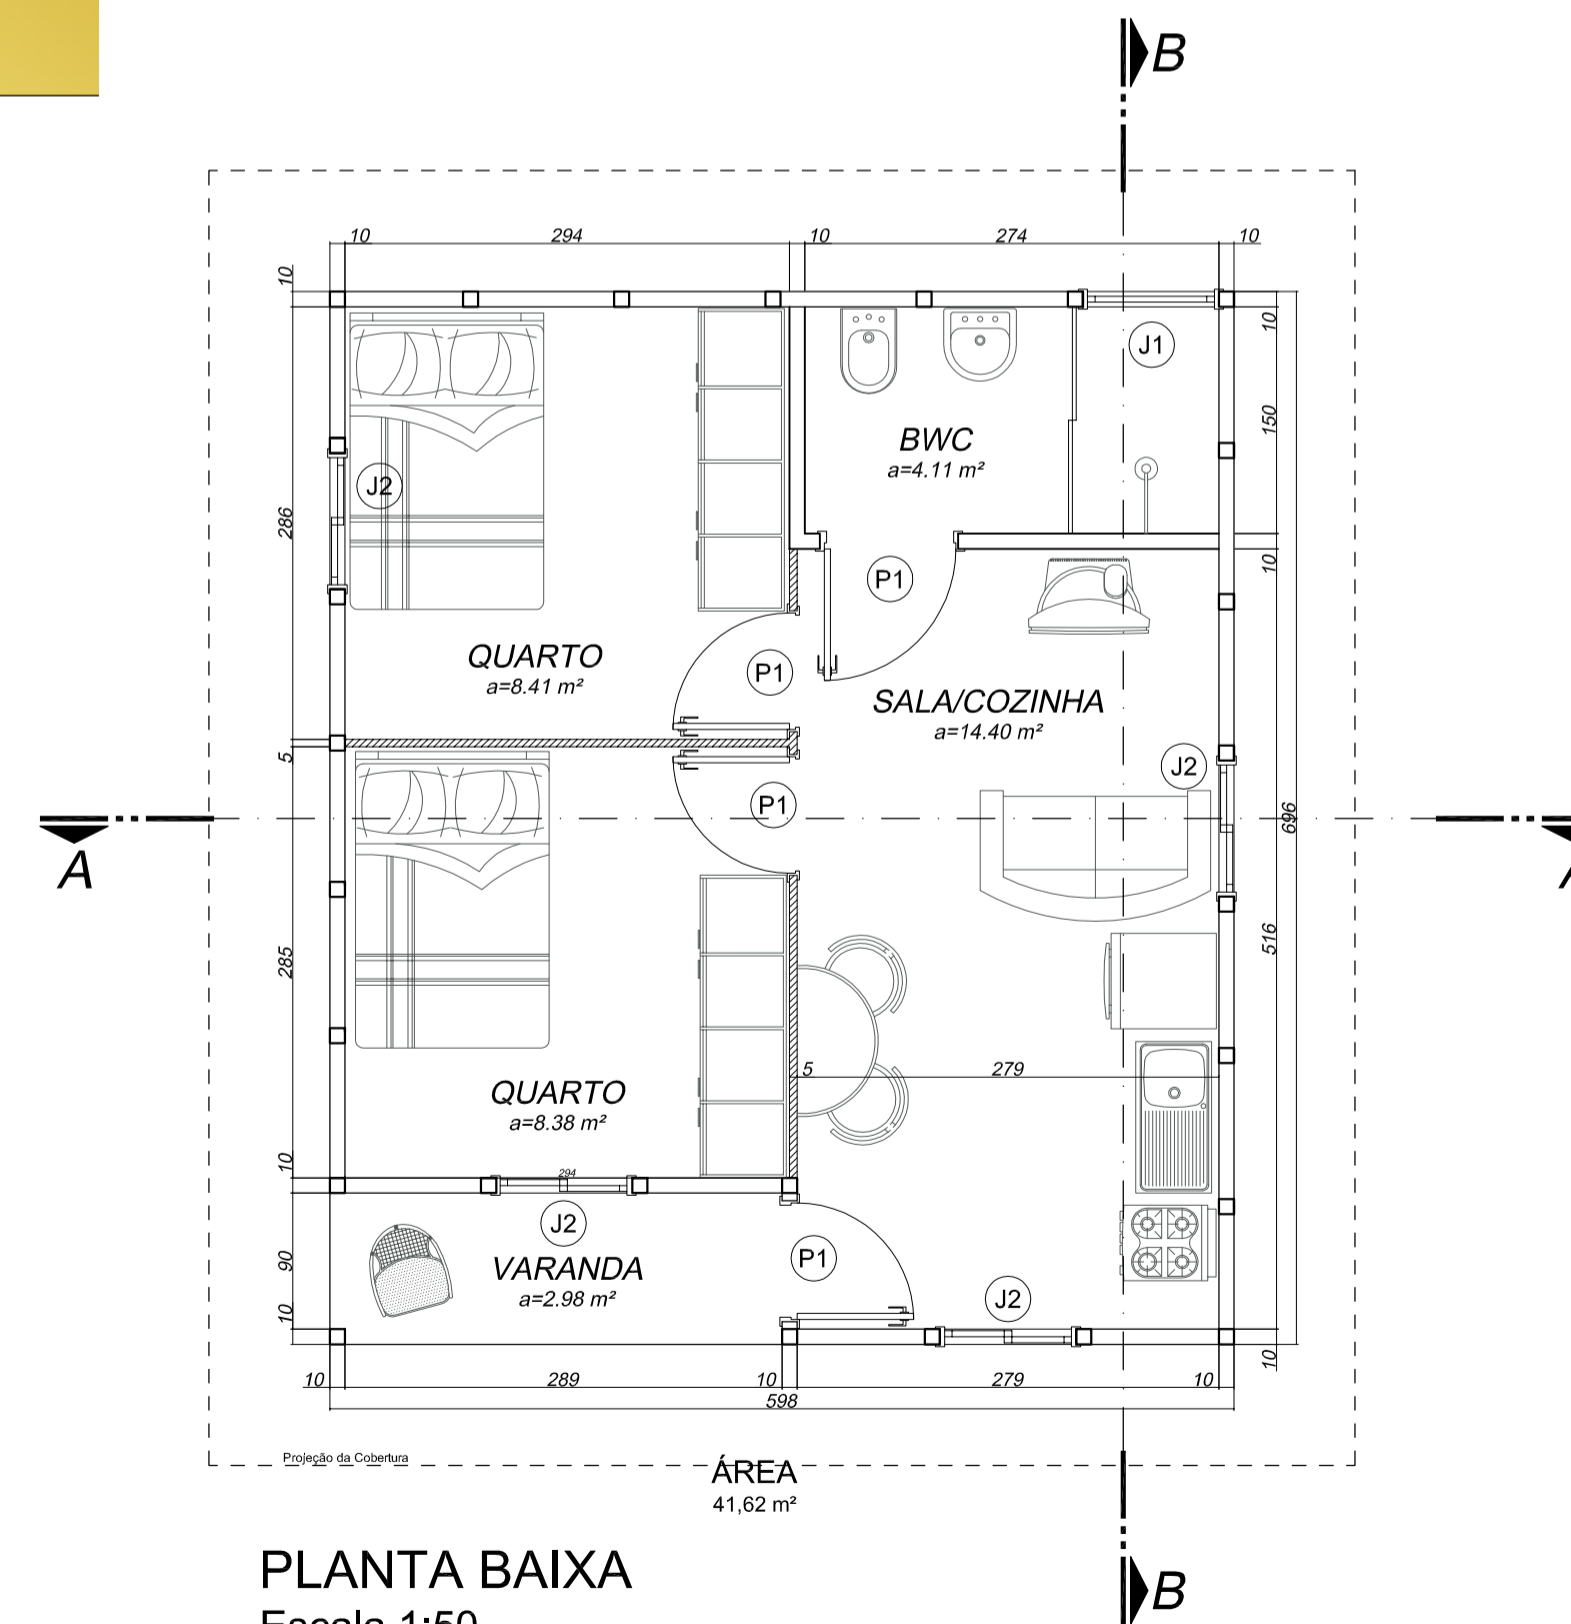 B
10 294 10 274 10
10
10
J1
BWC
a=4.11 m²
150
J2
286
P1
10
QUARTO
a=8.41 m²
P1
SALA/COZINHA
a=14.40 m²
5
J2
P1
696
A
516
285
5 279
QUARTO
a=8.38 m²
10
294
J2
VARANDA
a=2.98 m²
P1
90
J2
10
10
10 289 10 279 10
598
Projeção da Cobertura
ÁREA
41,62 m²
PLANTA BAIXA
Escala 1:50
B